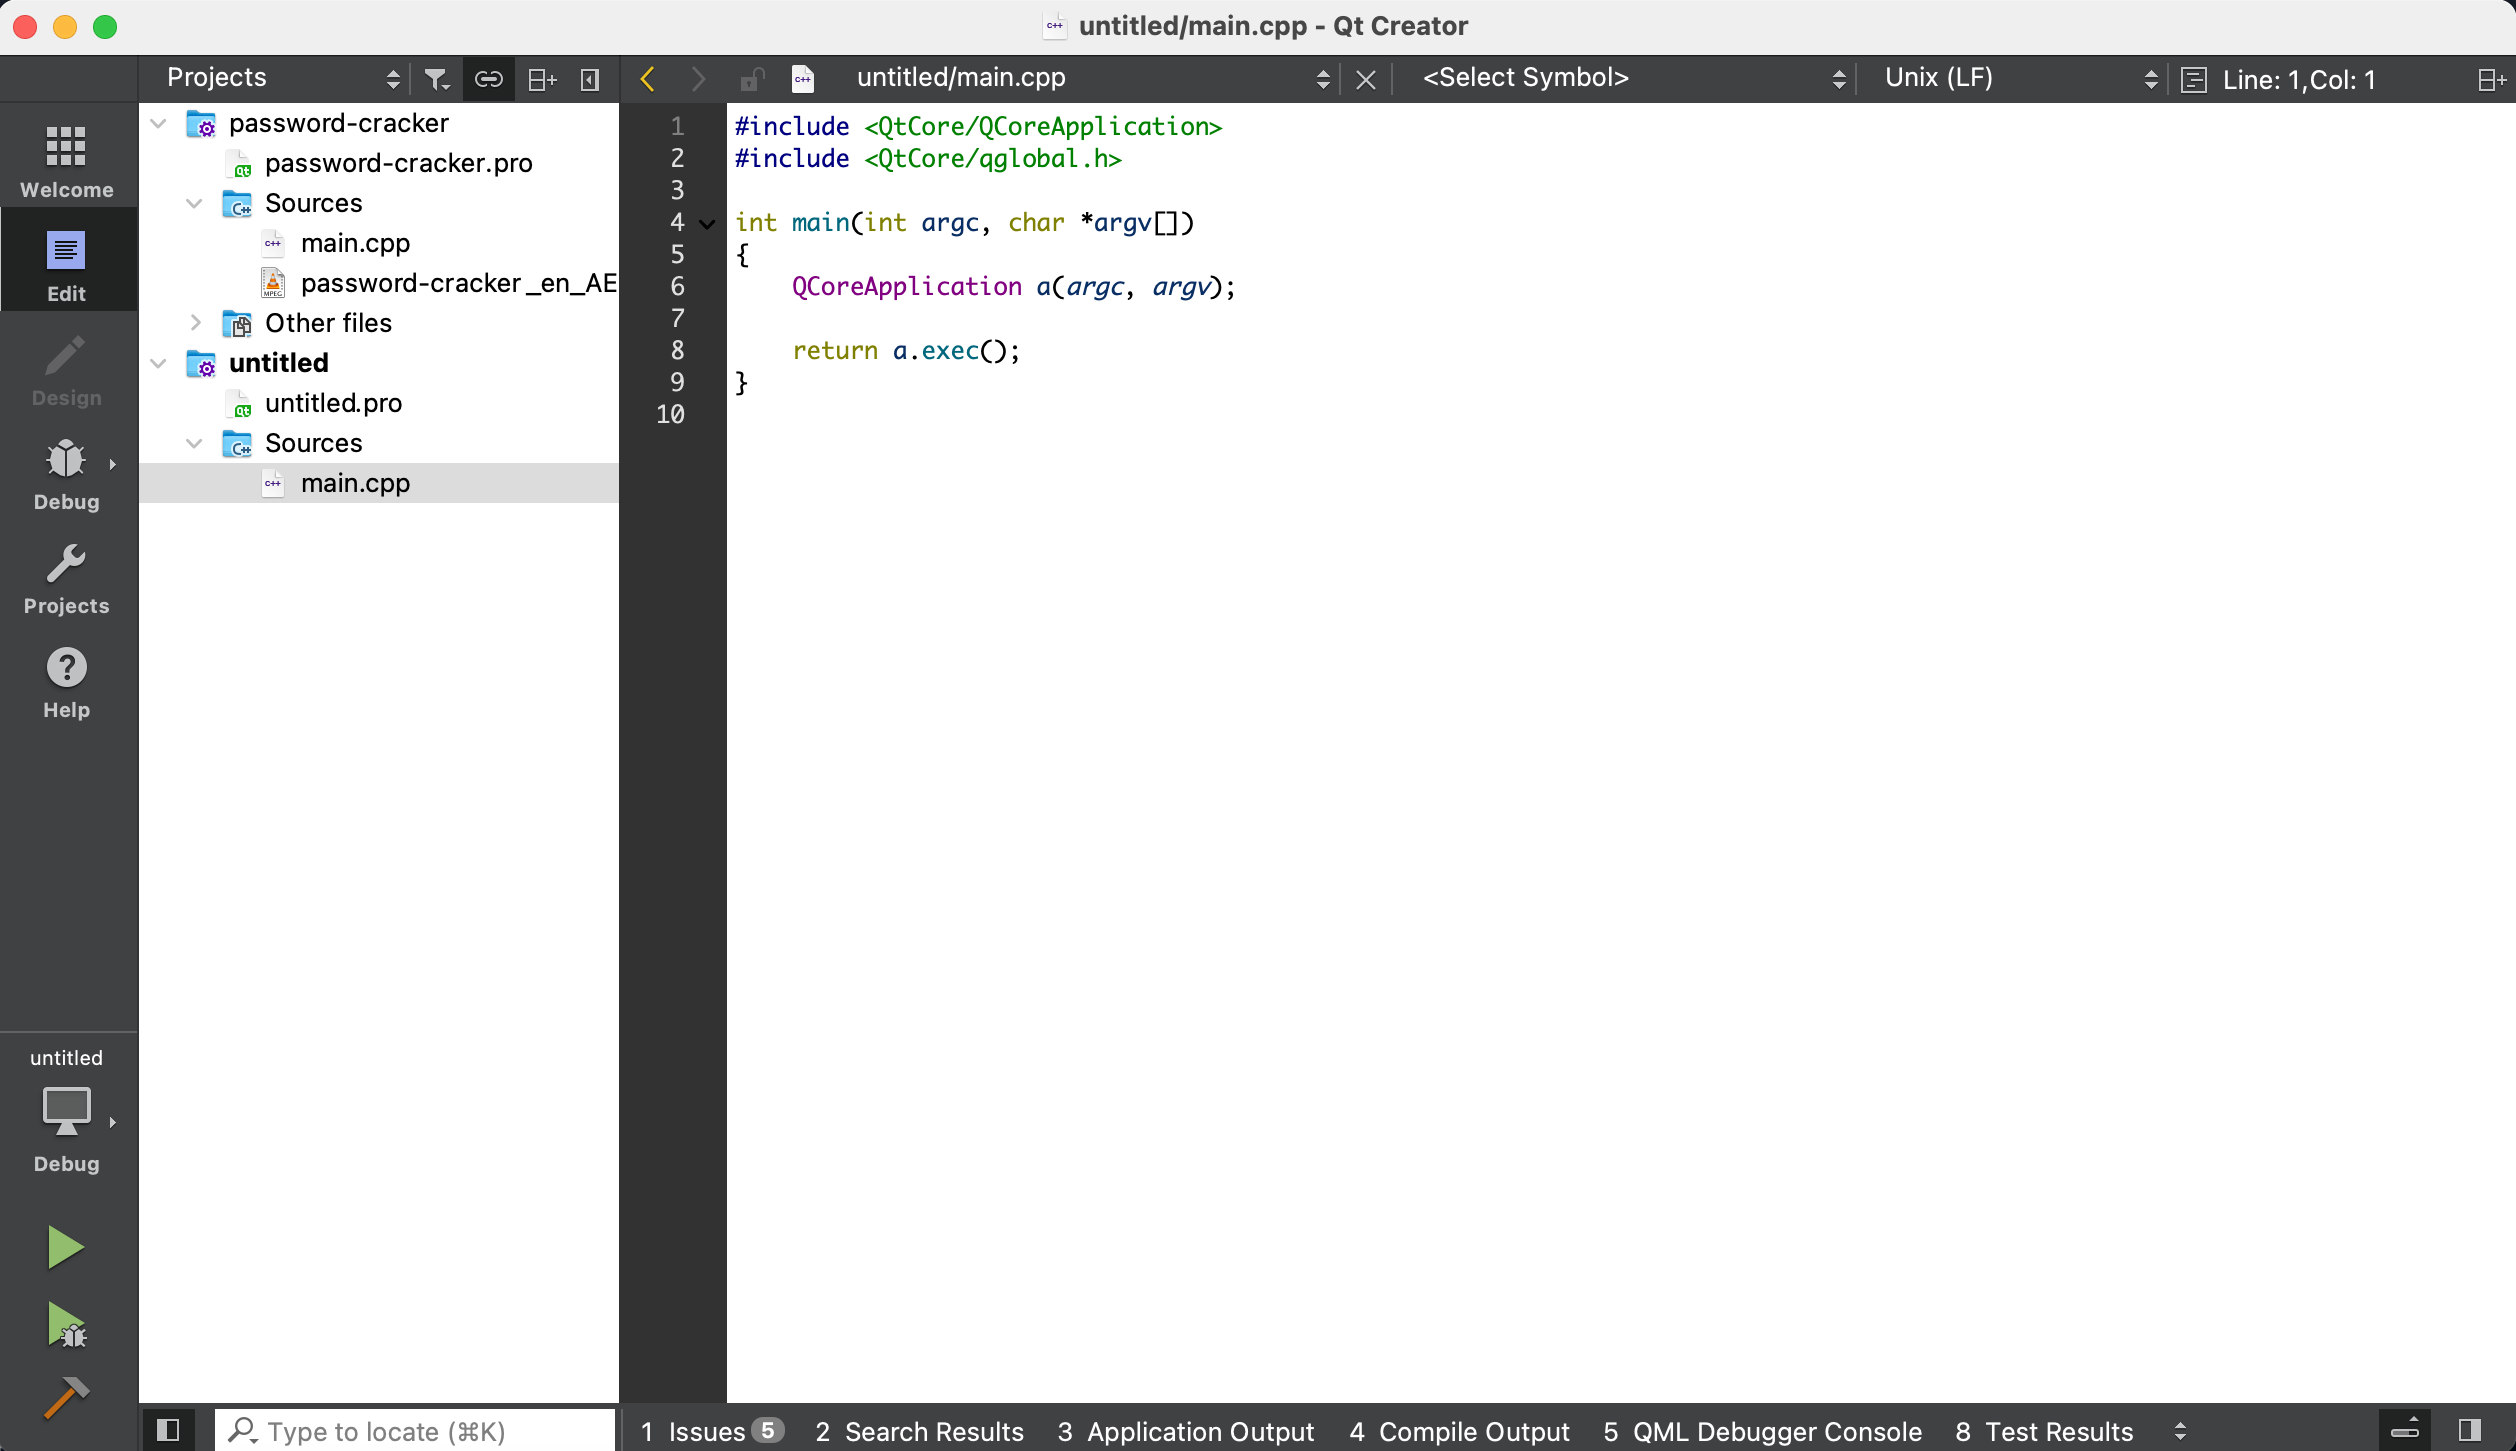 untitled/main.cpp - Qt Creator
Projects
untitled/main.cpp
<Select Symbol>
Unix (LF)
Line: 1,Col: 1
Welcome
Edit
Design
Debug
Projects
Help
untitled
Debug
password-cracker
password-cracker.pro
Sources
main.cpp
password-cracker_en_AE
Other files
untitled
untitled.pro
Sources
main.cpp
1 #include <QtCore/QCoreApplication>
2 #include <QtCore/qglobal.h>
3
4 int main(int argc, char *argv[])
5 {
6     QCoreApplication a(argc, argv);
7
8     return a.exec();
9 }
10
Type to locate (⌘K)
1 Issues 5 2 Search Results 3 Application Output 4 Compile Output 5 QML Debugger Console 8 Test Results